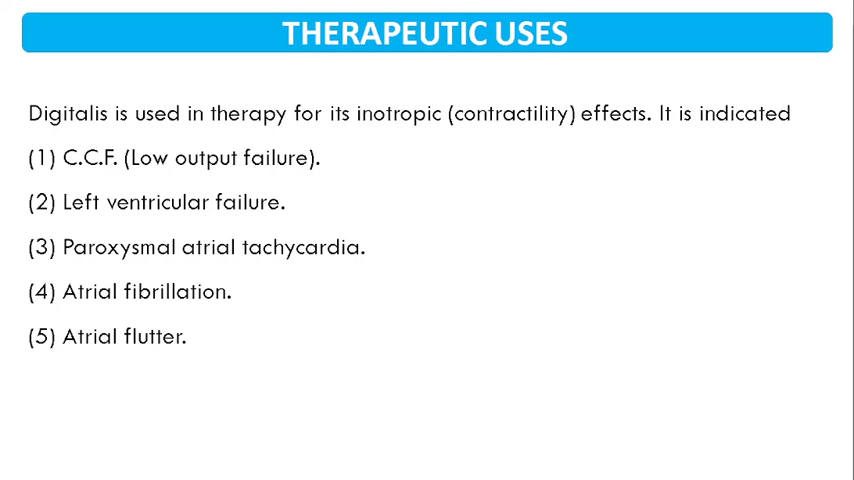 THERAPEUTIC USES
Digitalis is used in therapy for its inotropic (contractility) effects. It is indicated
(1) C.C.F. (Low output failure).
(2) Left ventricular failure.
(3) Paroxysmal atrial tachycardia.
(4) Atrial fibrillation.
(5) Atrial flutter.